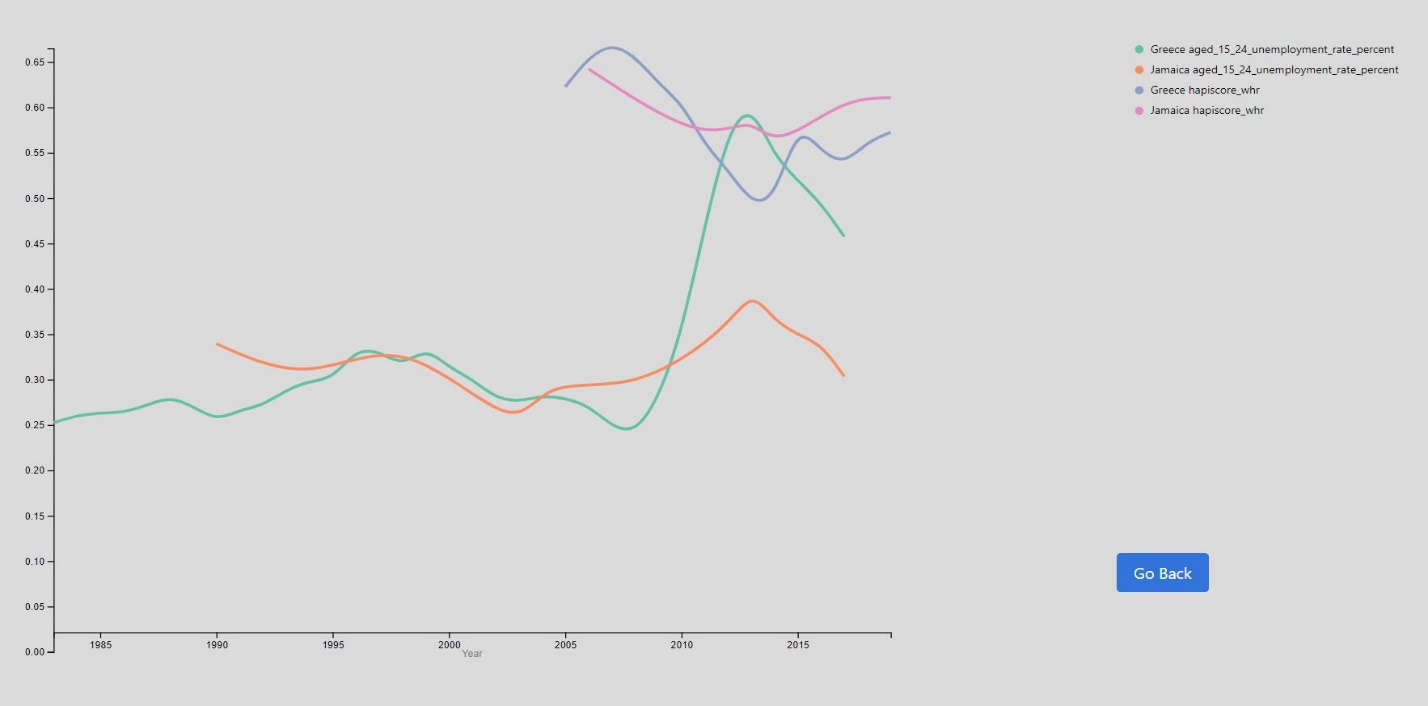 Greece aged_15_24_unemployment_rate_percent
Jamaica aged_15_24_unemployment_rate_percent
Greece hapiscore_whr
Jamaica hapiscore_whr
0.65
0.60
0.55
0.50
0.45
0.40
0.35
0.30
0.25
0.20
0.15
0.10
0.05
0.00
1985 1990 1995 2000 2005 2010 2015
Year
Go Back